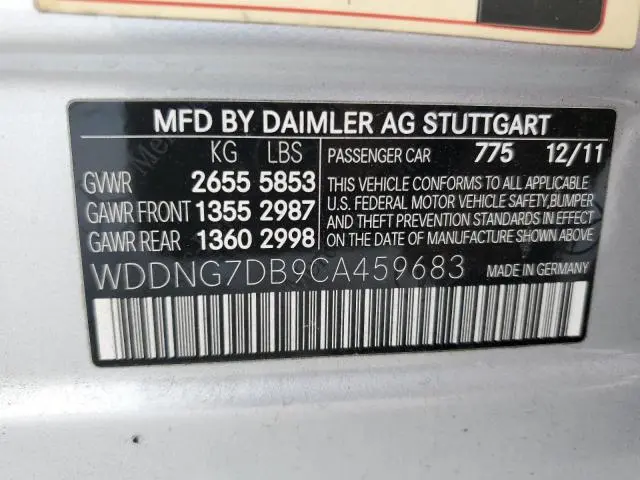 MFD BY DAIMLER AG STUTTGART
KG LBS
GVWR 2655 5853
GAWR FRONT 1355 2987
GAWR REAR 1360 2998
PASSENGER CAR 775 12/11
THIS VEHICLE CONFORMS TO ALL APPLICABLE
U.S. FEDERAL MOTOR VEHICLE SAFETY,BUMPER
AND THEFT PREVENTION STANDARDS IN EFFECT
ON THE DATE OF MANUFACTURE SHOWN ABOVE.
WDDNG7DB9CA459683 MADE IN GERMANY